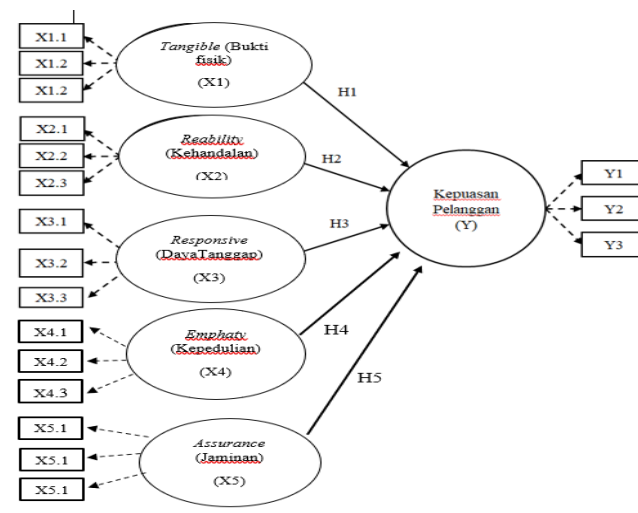 X1.1
X1.2
X1.2
Tangible (Bukti
fisik)
(X1)
H1
X2.1
X2.2
X2.3
Reability
(Kehandalan)
(X2)
H2
X3.1
X3.2
X3.3
Responsive
(DayaTanggap)
(X3)
H3
X4.1
X4.2
X4.3
Emphaty
(Kepedulian)
(X4)
H4
X5.1
X5.1
X5.1
Assurance
(Jaminan)
(X5)
H5
Kepuasan
Pelanggan
(Y)
Y1
Y2
Y3